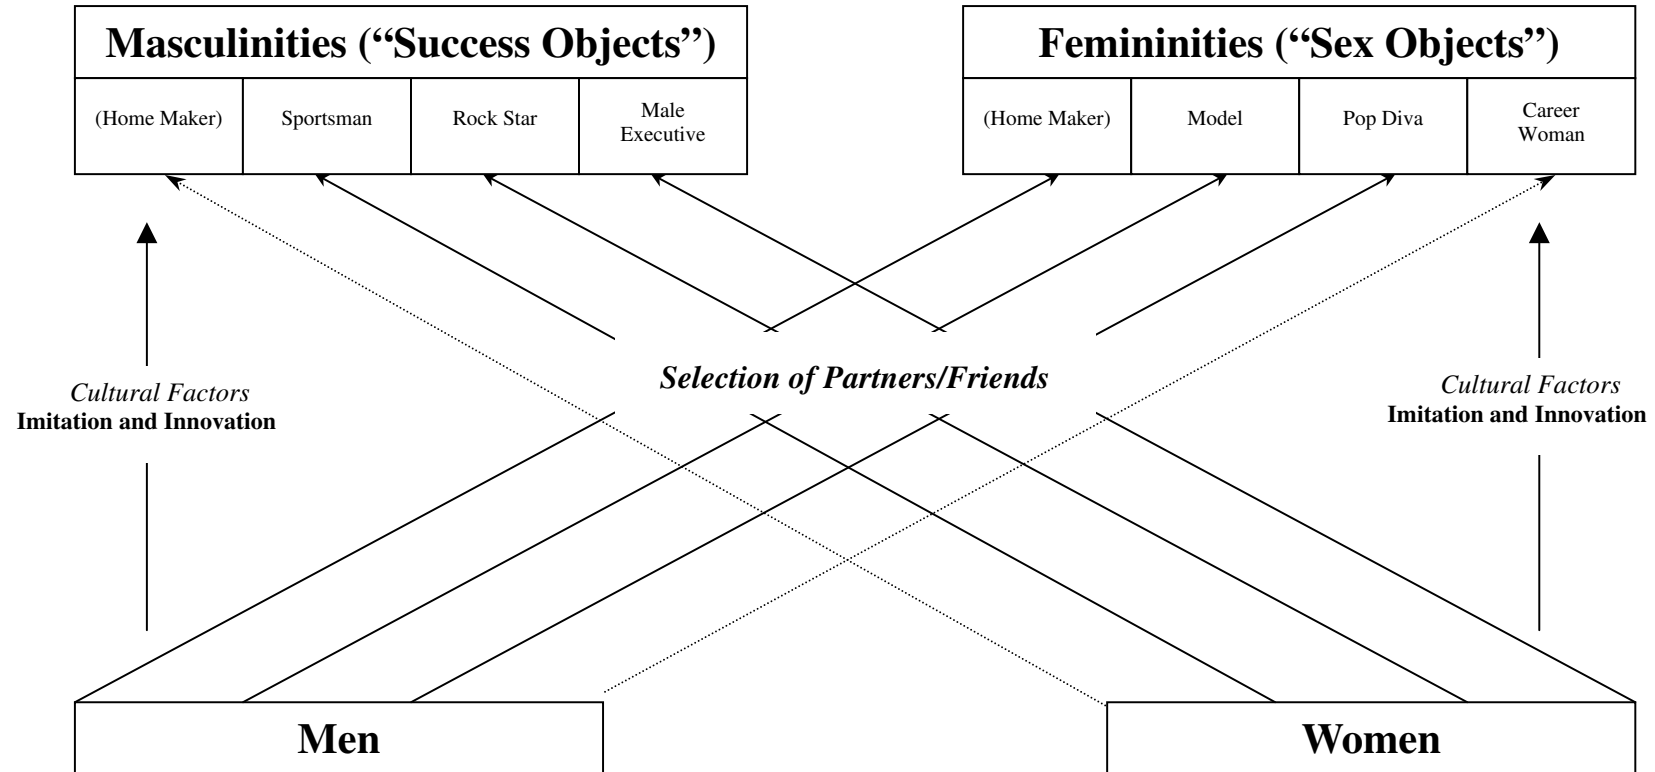 Masculinities (“Success Objects”)
Femininities (“Sex Objects”)
(Home Maker)
Sportsman
Rock Star
Male
Executive
(Home Maker)
Model
Pop Diva
Career
Woman
Selection of Partners/Friends
Cultural Factors
Imitation and Innovation
Cultural Factors
Imitation and Innovation
Men
Women